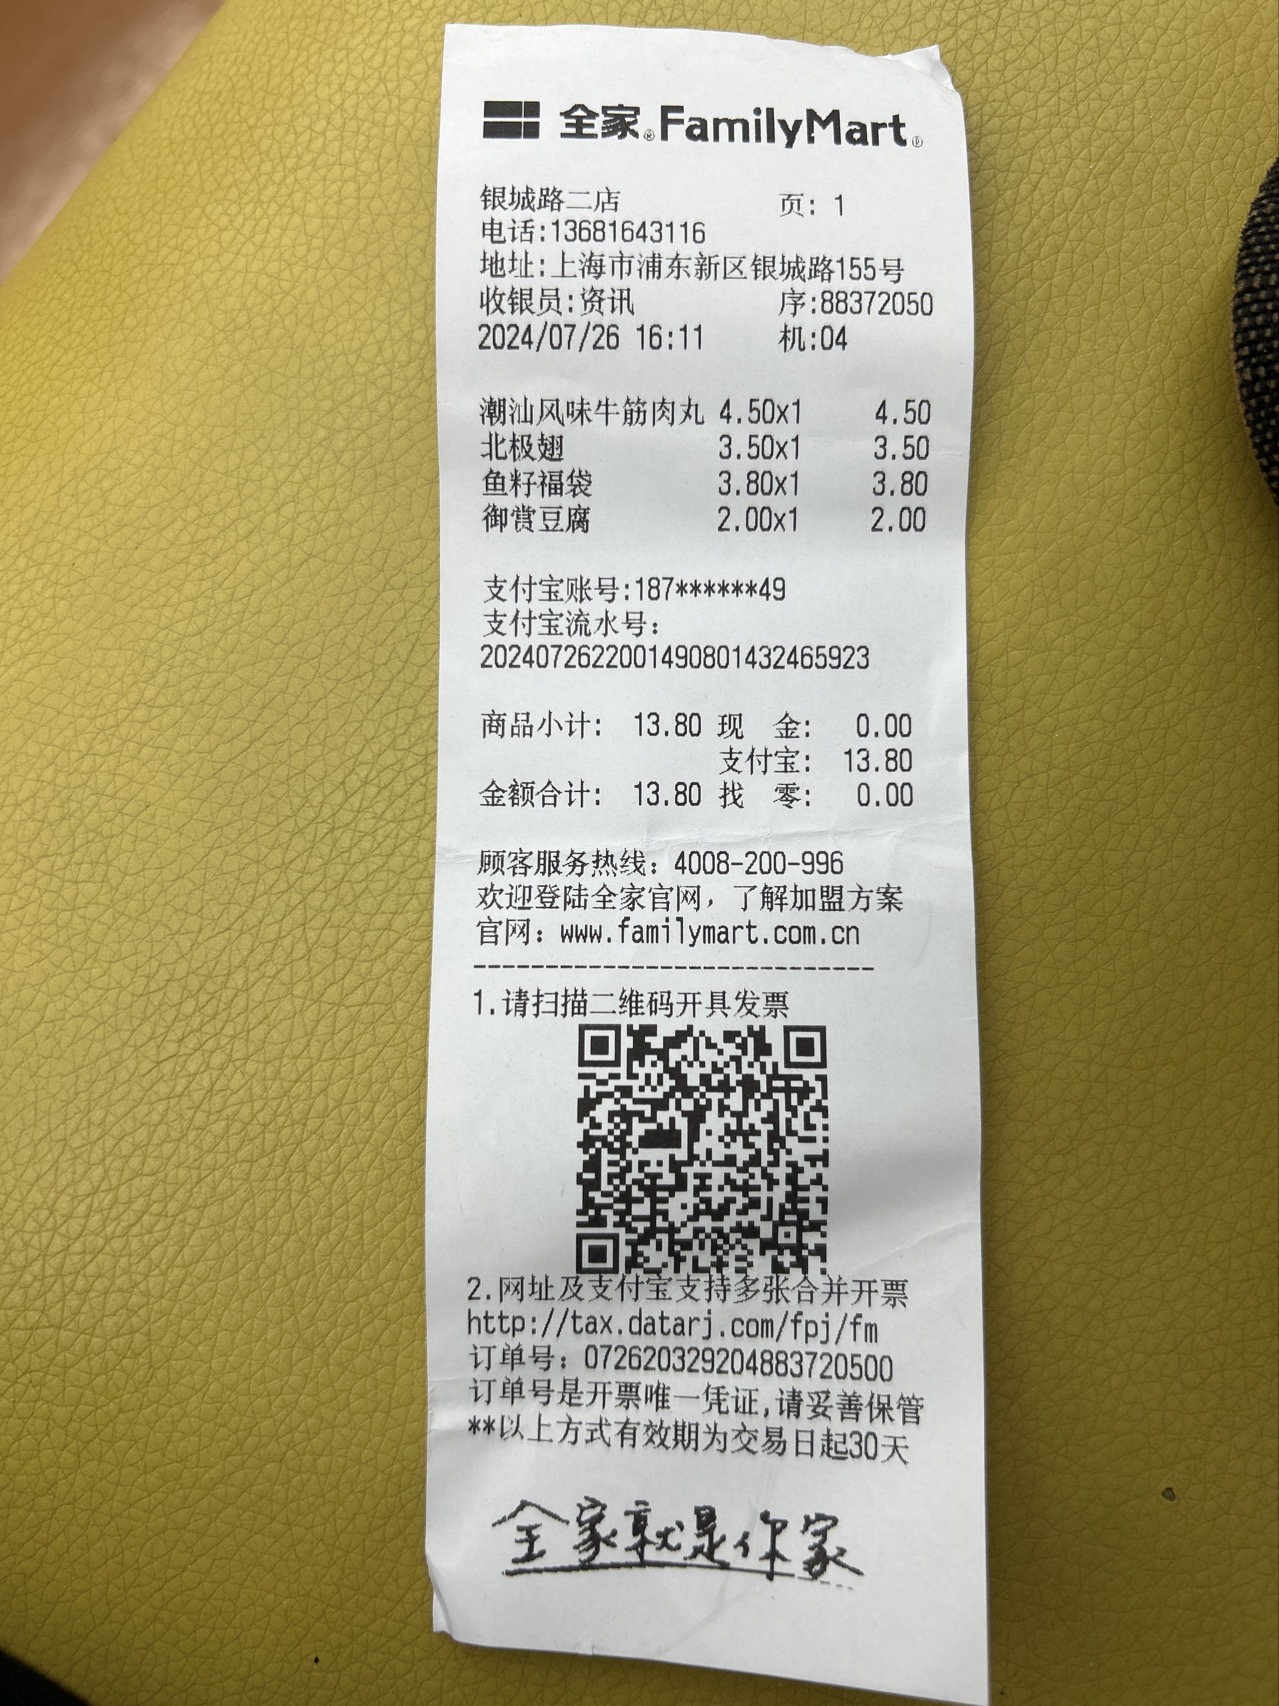 全家® FamilyMart®
银城路二店 页: 1
电话:13681643116
地址:上海市浦东新区银城路155号
收银员:资讯 序:88372050
2024/07/26 16:11 机:04
潮汕风味牛筋肉丸 4.50x1 4.50
北极翅 3.50x1 3.50
鱼籽福袋 3.80x1 3.80
御赏豆腐 2.00x1 2.00
支付宝账号:187******49
支付宝流水号:
2024072622001490801432465923
商品小计: 13.80 现 金: 0.00
支付宝: 13.80
金额合计: 13.80 找 零: 0.00
顾客服务热线: 4008-200-996
欢迎登陆全家官网,了解加盟方案
官网: www.familymart.com.cn
-----------------------------
1.请扫描二维码开具发票
2.网址及支付宝支持多张合并开票
http://tax.datarj.com/fpj/fm
订单号: 072620329204883720500
订单号是开票唯一凭证,请妥善保管
**以上方式有效期为交易日起30天
全家就是你家